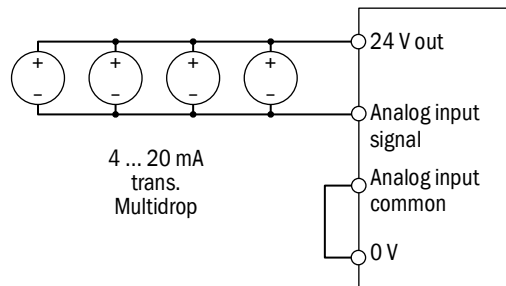 24 V out
+ + + +
– – – –
Analog input
signal
4 ... 20 mA
trans.
Multidrop
Analog input
common
0 V